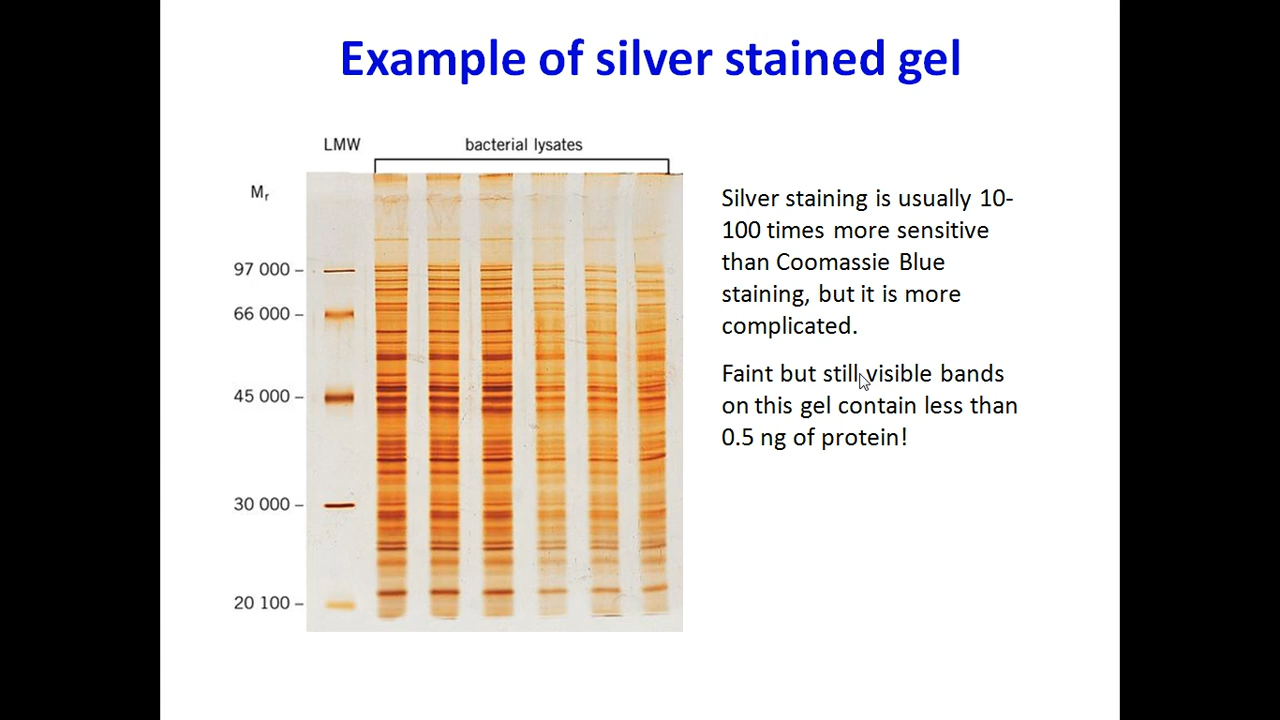 Example of silver stained gel
LMW
bacterial lysates
Mr
97 000
66 000
45 000
30 000
20 100
Silver staining is usually 10-
100 times more sensitive
than Coomassie Blue
staining, but it is more
complicated.
Faint but still visible bands
on this gel contain less than
0.5 ng of protein!